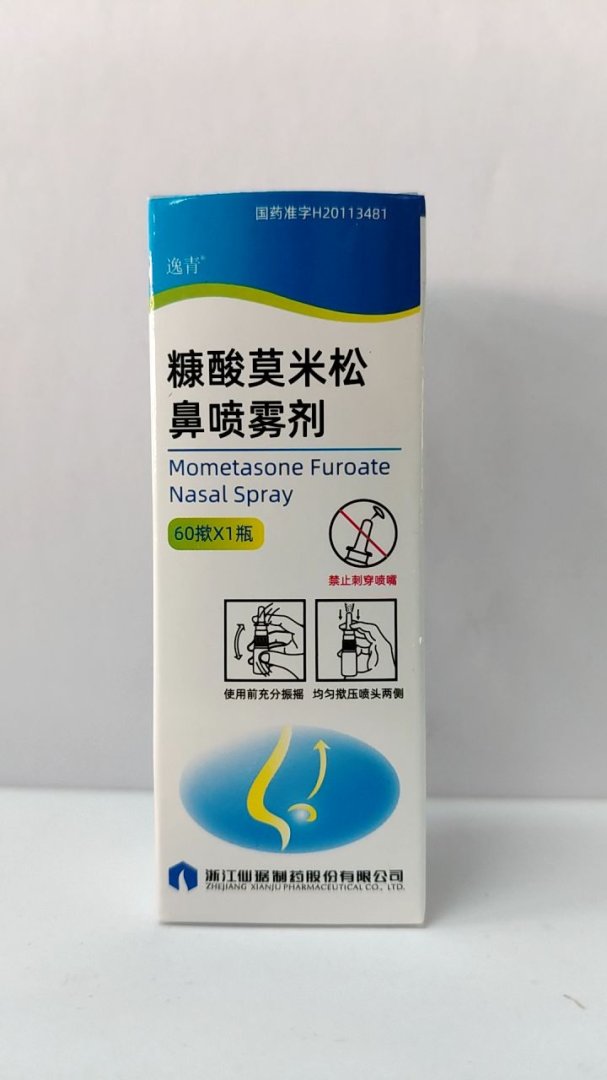 国药准字H20113481
逸青®
糠酸莫米松
鼻喷雾剂
Mometasone Furoate
Nasal Spray
60揿X1瓶
禁止刺穿喷嘴
使用前充分振摇 均匀揿压喷头两侧
浙江仙琚制药股份有限公司
ZHEJIANG XIANJU PHARMACEUTICAL CO., LTD.